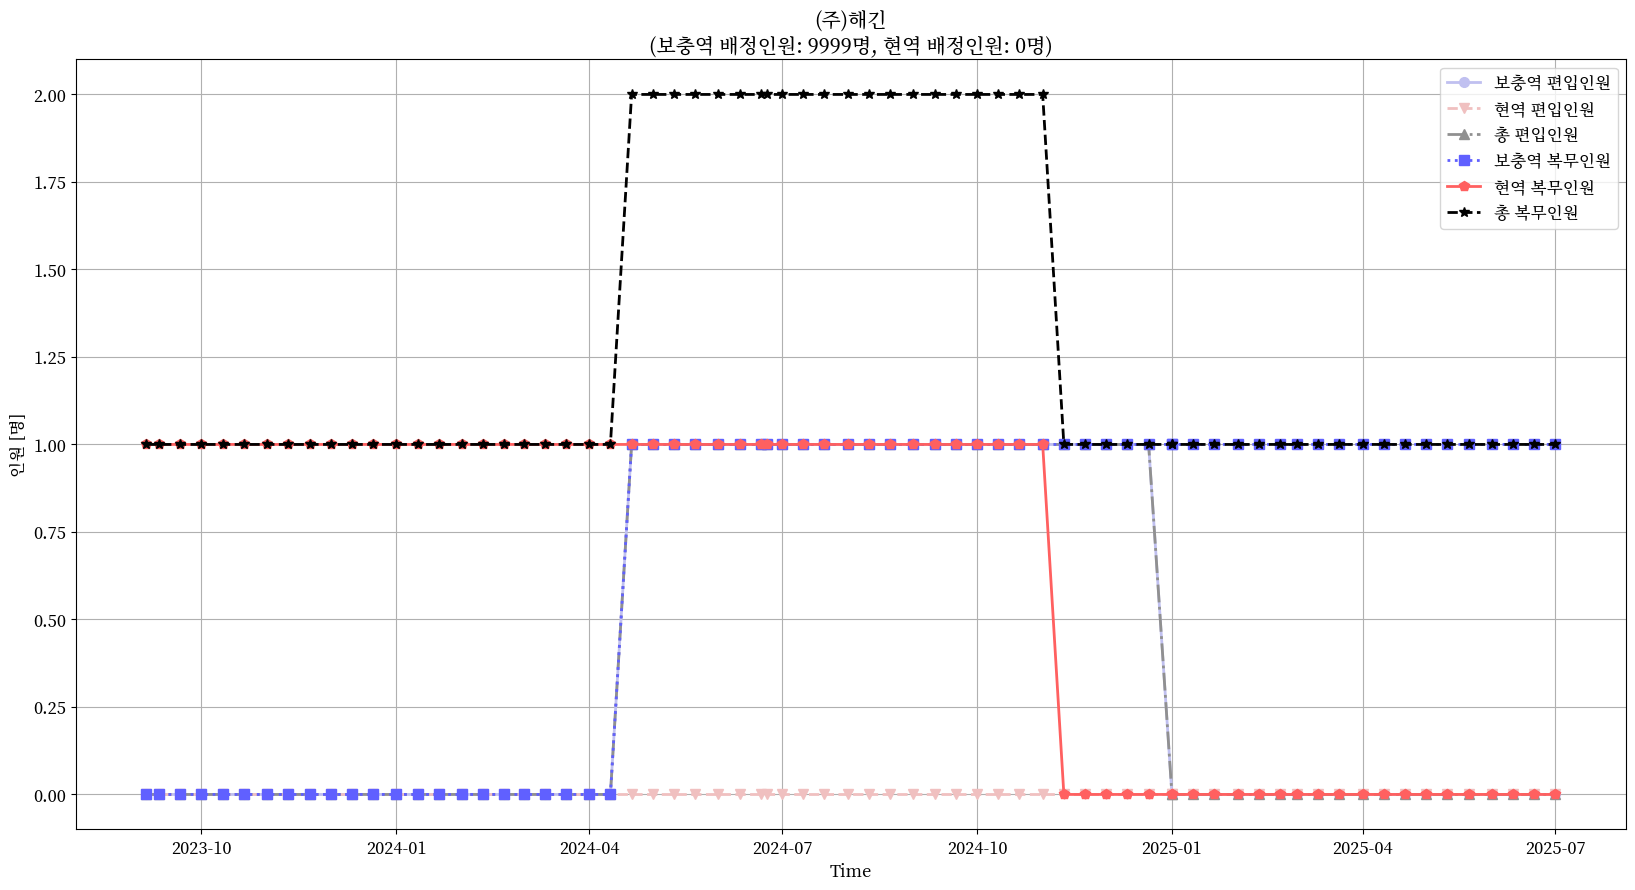 (주)해긴
(보충역 배정인원: 9999명, 현역 배정인원: 0명)
보충역 편입인원
현역 편입인원
총 편입인원
보충역 복무인원
현역 복무인원
총 복무인원
인원 [명]
2.00
1.75
1.50
1.25
1.00
0.75
0.50
0.25
0.00
2023-10
2024-01
2024-04
2024-07
2024-10
2025-01
2025-04
2025-07
Time